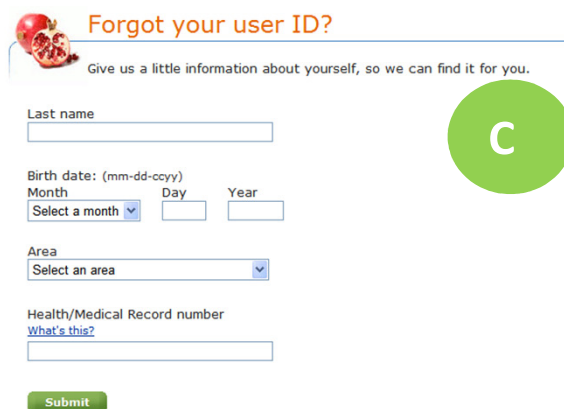 Forgot your user ID?
Give us a little information about yourself, so we can find it for you.
Last name
C
Birth date: (mm-dd-ccyy)
Month Day Year
Select a month
Area
Select an area
Health/Medical Record number
What's this?
Submit